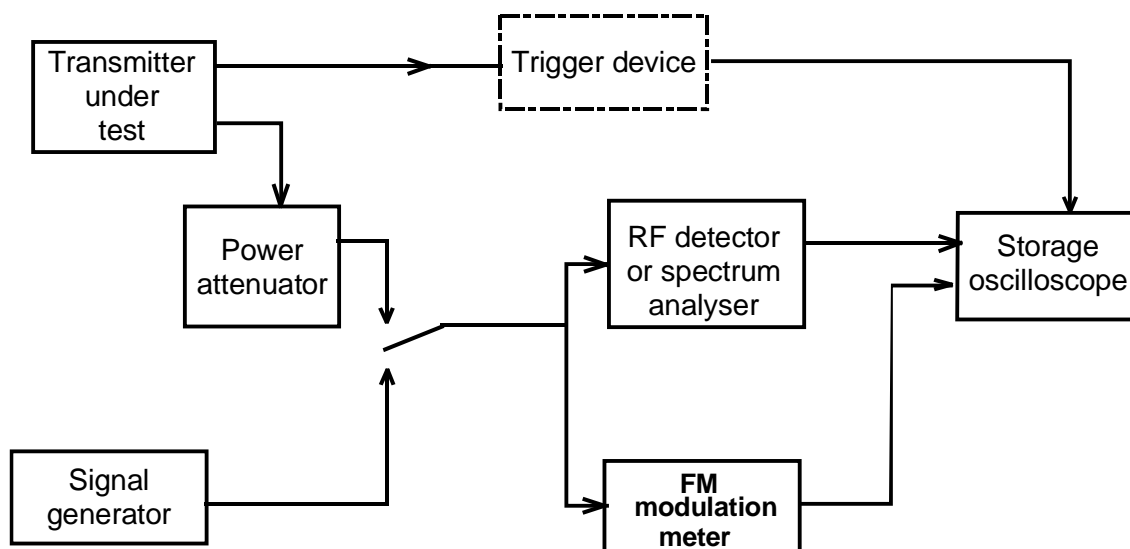 Transmitter
under
test
Trigger device
Power
attenuator
RF detector
or spectrum
analyser
Storage
oscilloscope
Signal
generator
FM
modulation
meter